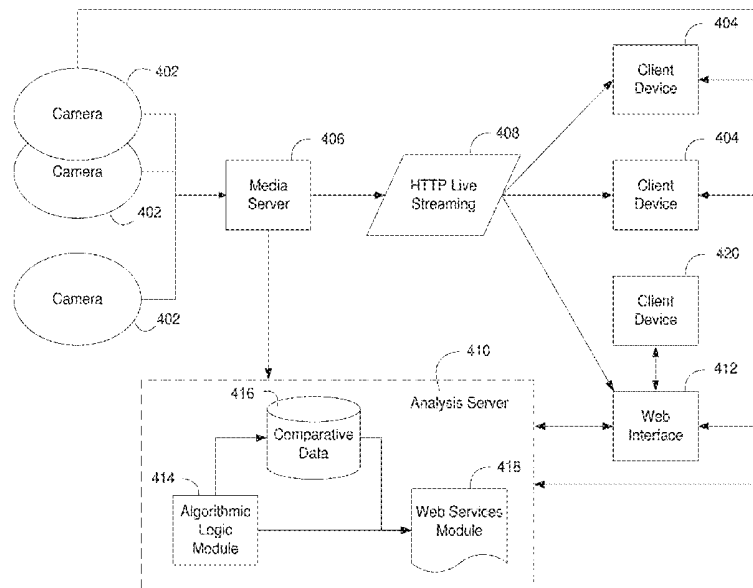 404
402
Client
Device
Camera
406
408
404
Camera
Media
Server
HTTP Live
Streaming
Client
Device
402
420
Camera
Client
Device
402
410
412
416
Analysis Server
Web
Interface
Comparative
Data
418
414
Algorithmic
Logic
Module
Web Services
Module